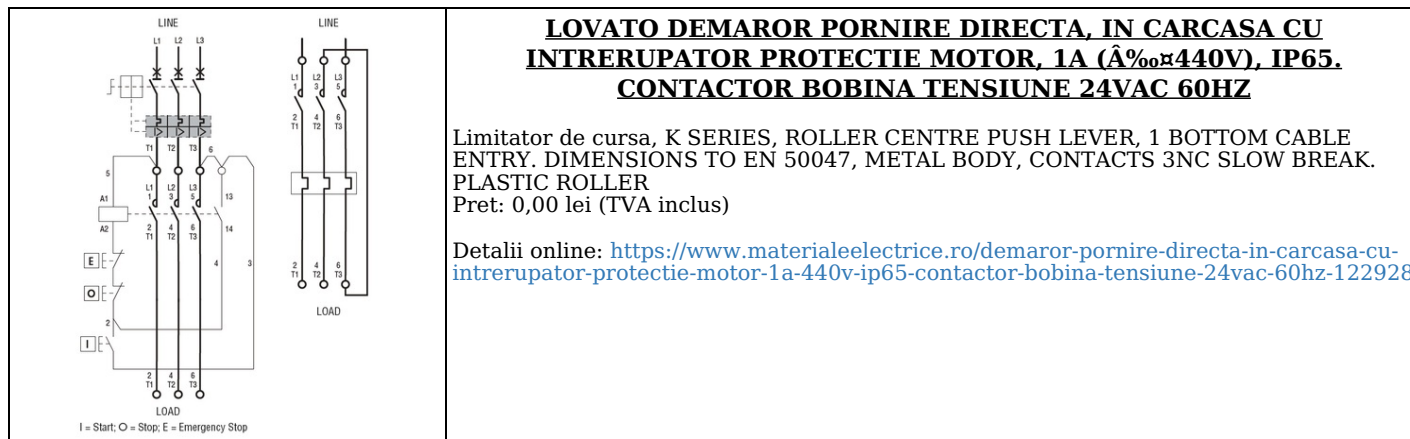 LINE
L1 L2 L3
T1 T2 T3 6
5
L1 L2 L3
1 3 5 13
A1
A2
2 4 6 14
T1 T2 T3
E
4 3
O
2
I
2 4 6
T1 T2 T3
LOAD
I = Start; O = Stop; E = Emergency Stop
LINE
L1 L2 L3
1 3 5
2 4 6
T1 T2 T3
2 4 6
T1 T2 T3
LOAD
LOVATO DEMAROR PORNIRE DIRECTA, IN CARCASA CU
INTRERUPATOR PROTECTIE MOTOR, 1A (Â‰¤440V), IP65.
CONTACTOR BOBINA TENSIUNE 24VAC 60HZ
Limitator de cursa, K SERIES, ROLLER CENTRE PUSH LEVER, 1 BOTTOM CABLE
ENTRY. DIMENSIONS TO EN 50047, METAL BODY, CONTACTS 3NC SLOW BREAK.
PLASTIC ROLLER
Pret: 0,00 lei (TVA inclus)
Detalii online: https://www.materialeelectrice.ro/demaror-pornire-directa-in-carcasa-cu-
intrerupator-protectie-motor-1a-440v-ip65-contactor-bobina-tensiune-24vac-60hz-122928